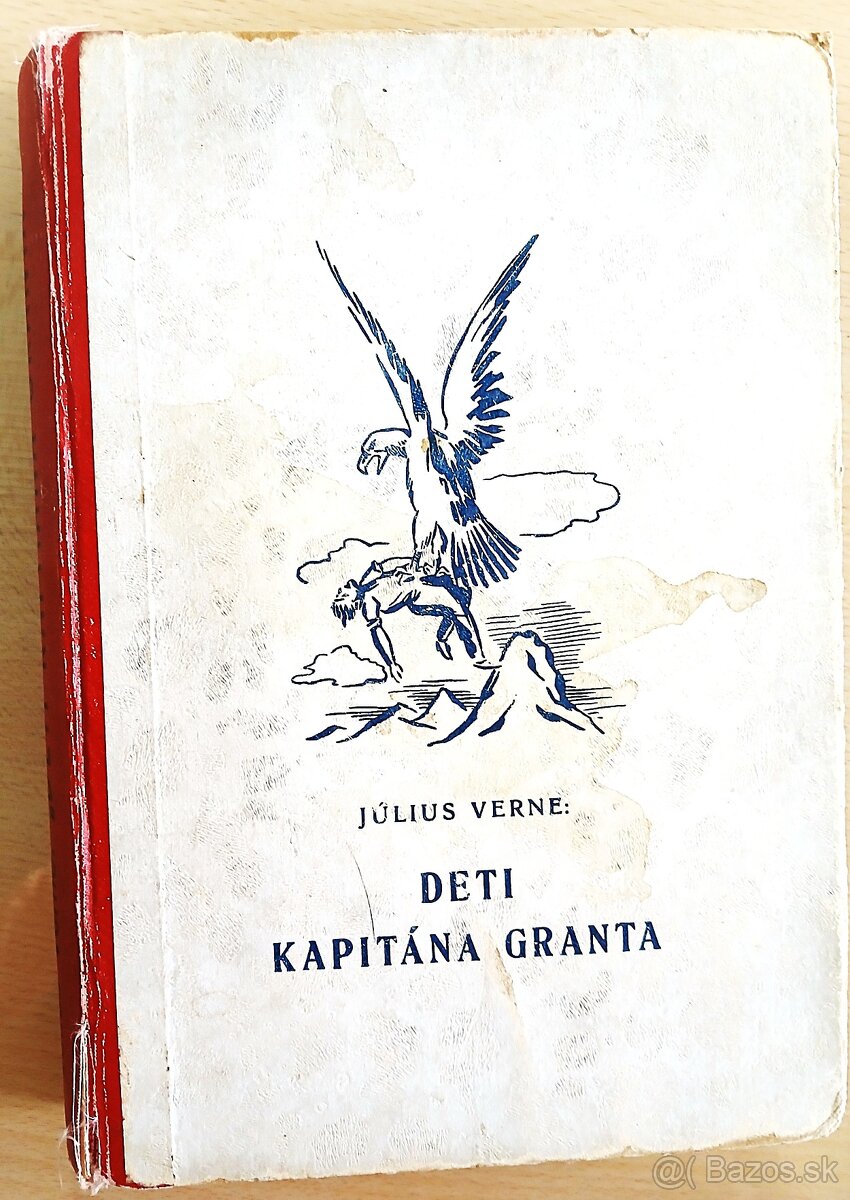 JÚLIUS VERNE:
DETI
KAPITÁNA GRANTA
@( Bazos.sk